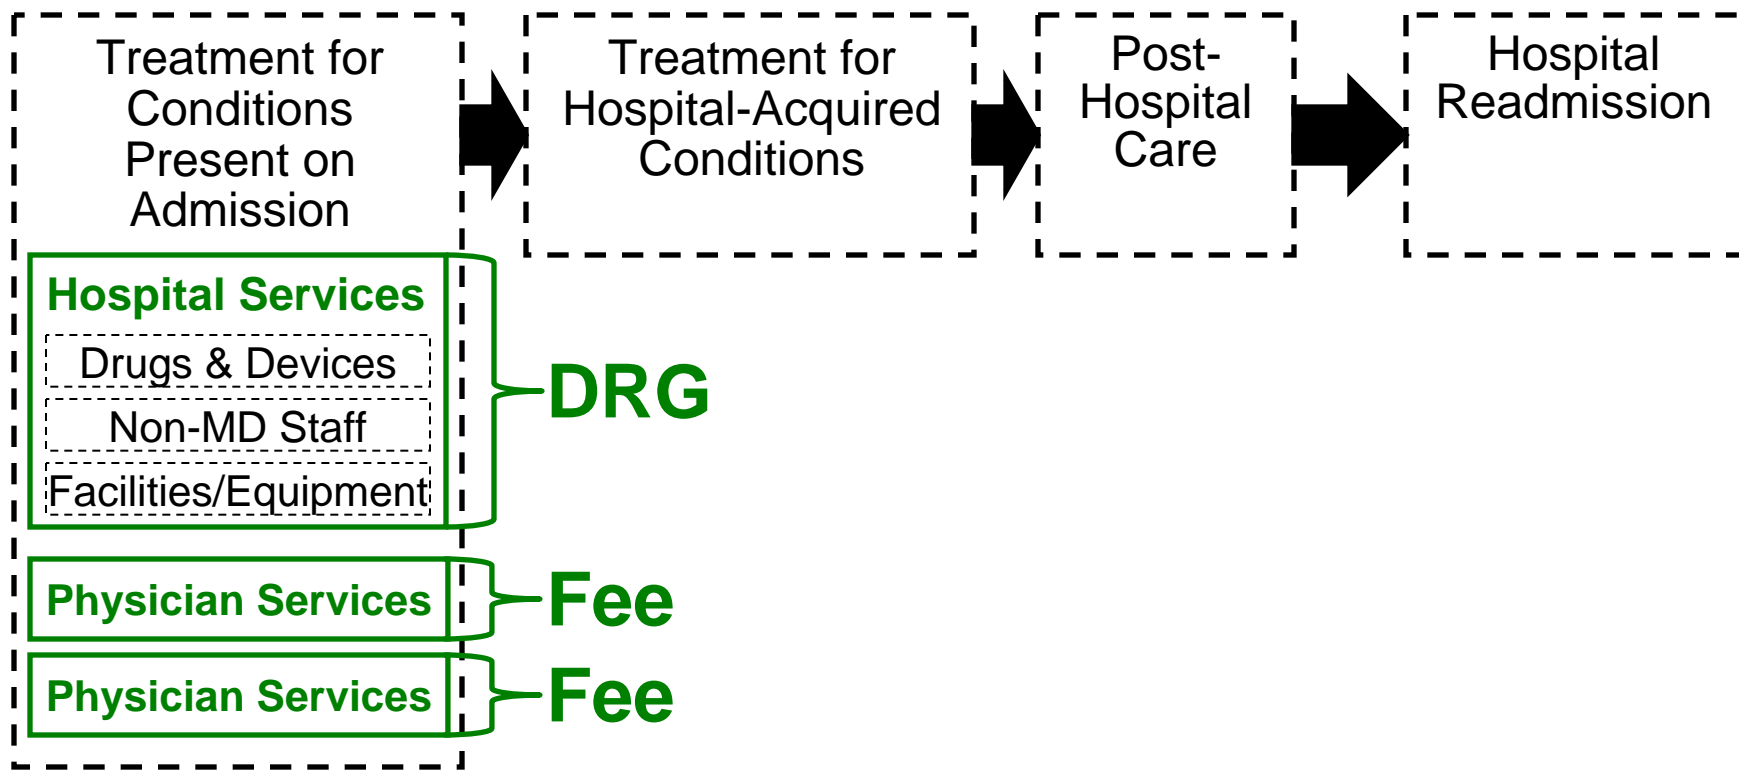 Treatment for
Conditions
Present on
Admission
Treatment for
Hospital-Acquired
Conditions
Post-
Hospital
Care
Hospital
Readmission
Hospital Services
Drugs & Devices
Non-MD Staff
Facilities/Equipment
DRG
Physician Services
Fee
Physician Services
Fee